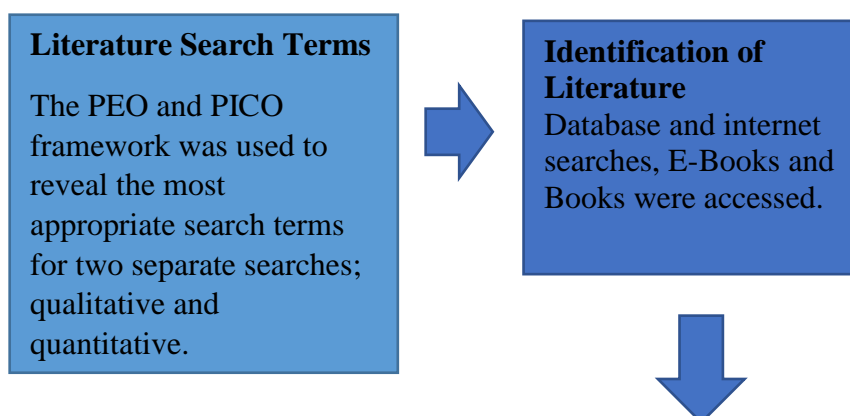 Literature Search Terms
The PEO and PICO
framework was used to
reveal the most
appropriate search terms
for two separate searches;
qualitative and
quantitative.
Identification of
Literature
Database and internet
searches, E-Books and
Books were accessed.